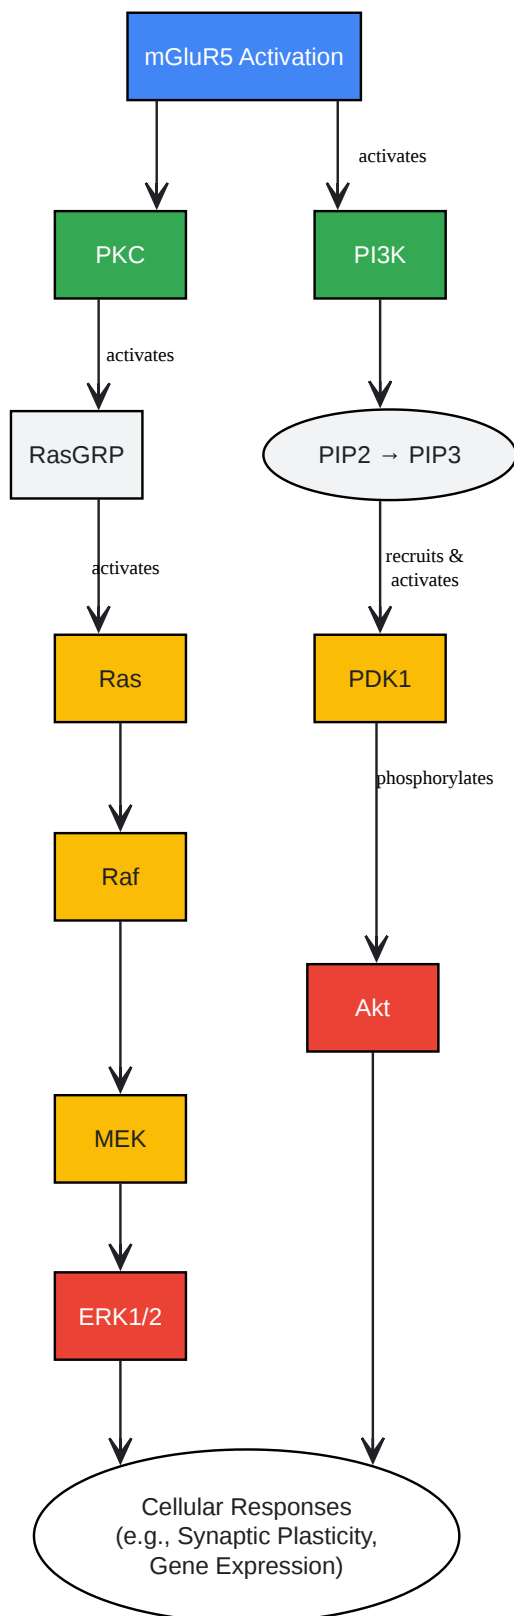 mGluR5 Activation
activates
PKC
PI3K
activates
RasGRP
PIP2 → PIP3
activates
recruits &
activates
Ras
PDK1
phosphorylates
Raf
Akt
MEK
ERK1/2
Cellular Responses
(e.g., Synaptic Plasticity,
Gene Expression)